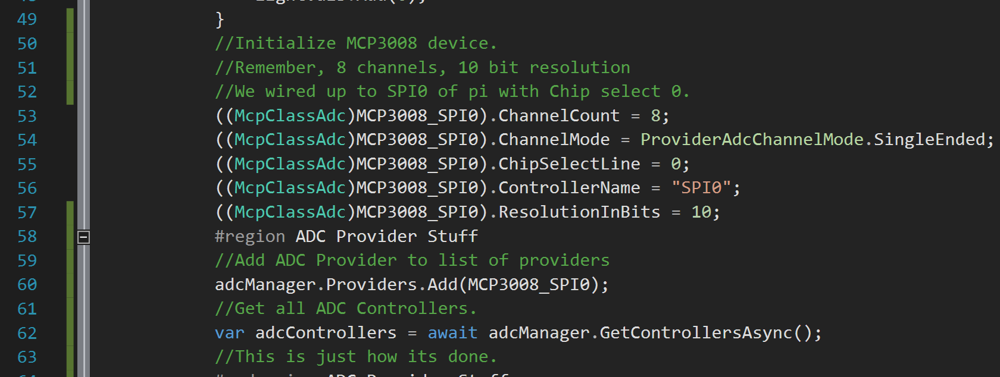 49 }
50 //Initialize MCP3008 device.
51 //Remember, 8 channels, 10 bit resolution
52 //We wired up to SPI0 of pi with Chip select 0.
53 ((McpClassAdc)MCP3008_SPI0).ChannelCount = 8;
54 ((McpClassAdc)MCP3008_SPI0).ChannelMode = ProviderAdcChannelMode.SingleEnded;
55 ((McpClassAdc)MCP3008_SPI0).ChipSelectLine = 0;
56 ((McpClassAdc)MCP3008_SPI0).ControllerName = "SPI0";
57 ((McpClassAdc)MCP3008_SPI0).ResolutionInBits = 10;
58 #region ADC Provider Stuff
59 //Add ADC Provider to list of providers
60 adcManager.Providers.Add(MCP3008_SPI0);
61 //Get all ADC Controllers.
62 var adcControllers = await adcManager.GetControllersAsync();
63 //This is just how its done.